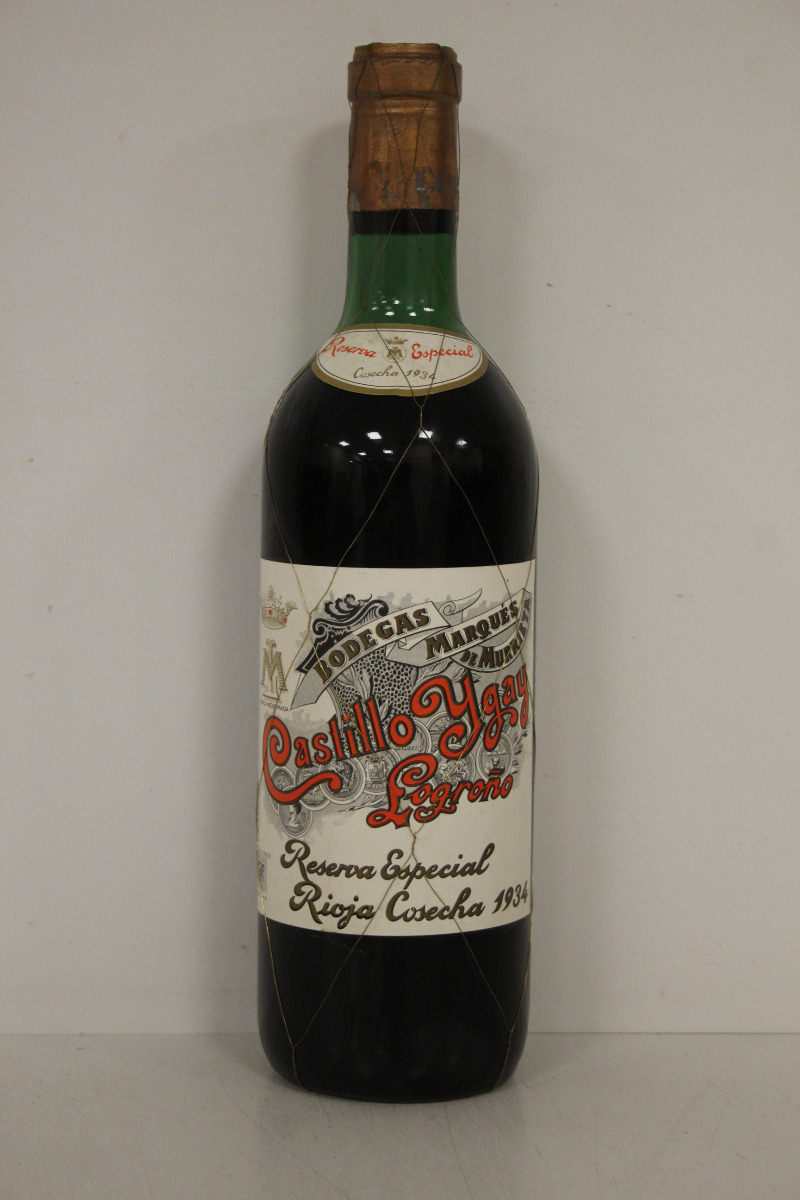 Reserva Especial
Cosecha 1934
BODEGAS MARQUÉS
DE MURRIETA
Castillo Ygay
Logroño
Reserva Especial
Rioja Cosecha 1934